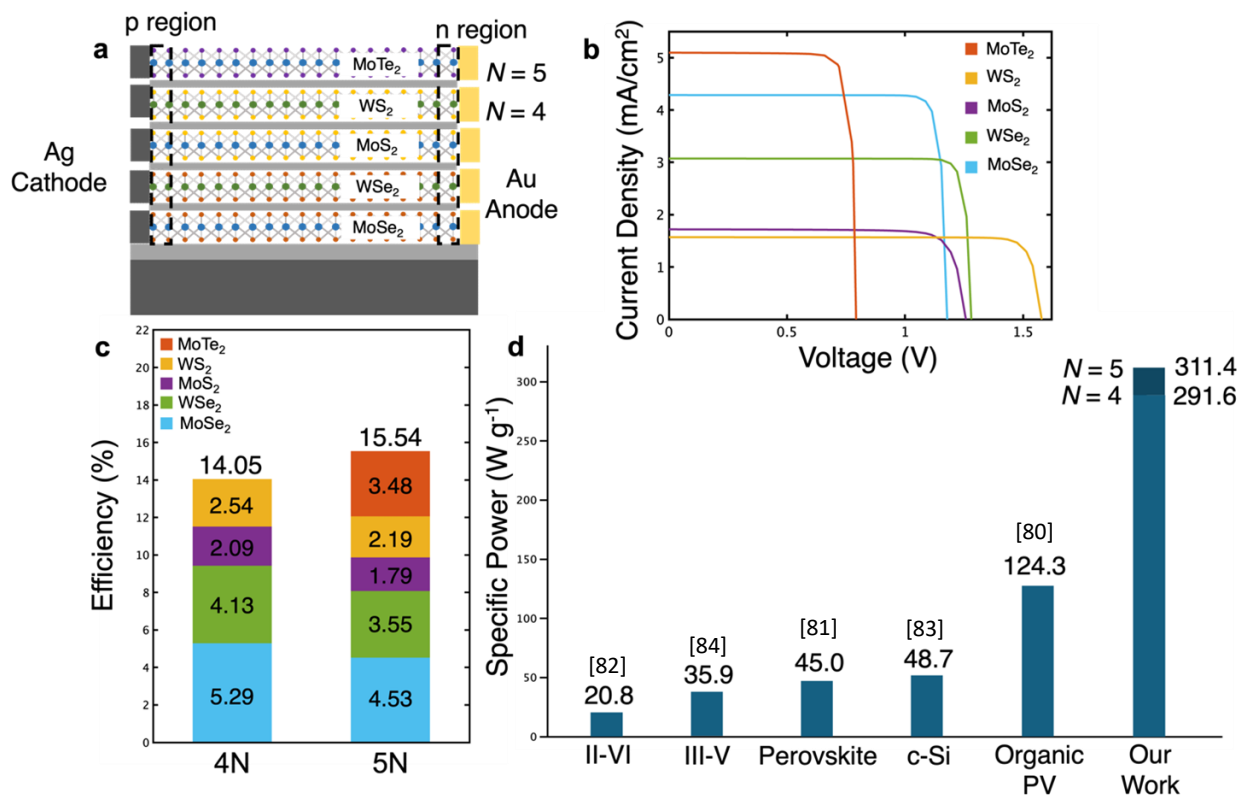 a
p region
n region
MoTe2
N = 5
WS2
N = 4
MoS2
WSe2
MoSe2
Ag
Cathode
Au
Anode
b
Current Density (mA/cm2)
5
4
3
2
1
0
0
0.5
1
1.5
Voltage (V)
MoTe2
WS2
MoS2
WSe2
MoSe2
c
Efficiency (%)
22
20
18
16
14
12
10
8
6
4
2
0
MoTe2
WS2
MoS2
WSe2
MoSe2
14.05
2.54
2.09
4.13
5.29
4N
15.54
3.48
2.19
1.79
3.55
4.53
5N
d
Specific Power (W g-1)
300
250
200
150
100
50
0
[82]
20.8
II-VI
[84]
35.9
III-V
[81]
45.0
Perovskite
[83]
48.7
c-Si
[80]
124.3
Organic
PV
N = 5 311.4
N = 4 291.6
Our
Work